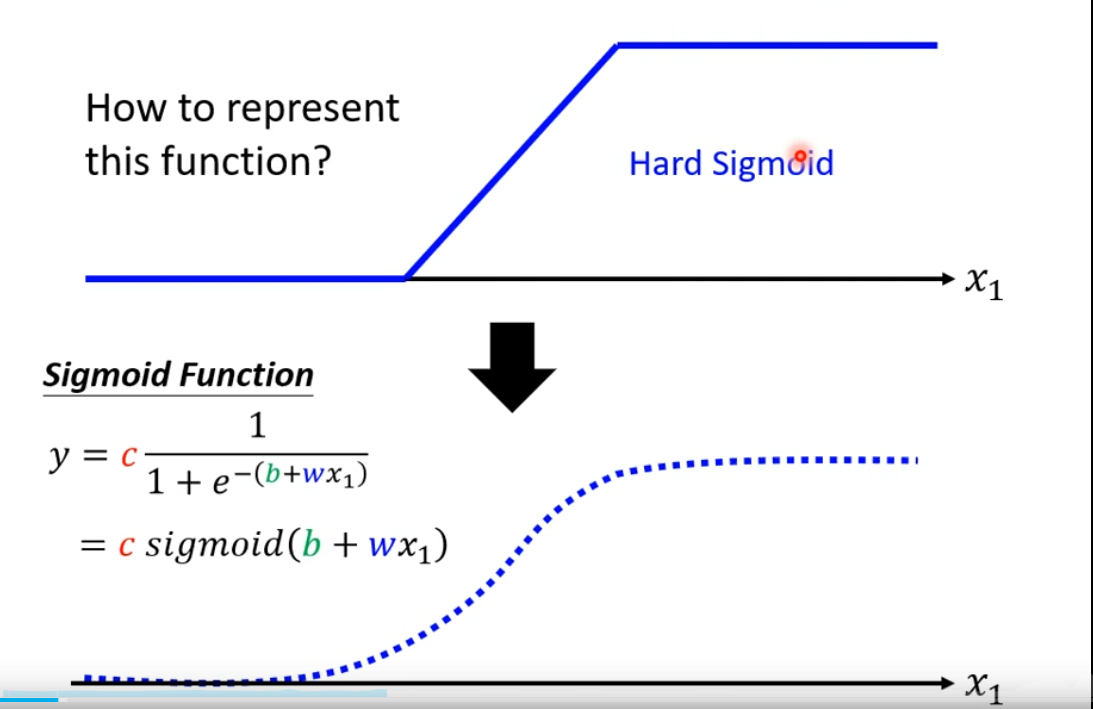 How to represent
this function?
Hard Sigmoid
x₁
Sigmoid Function
y = c 1/(1 + e^−(b+wx₁))
= c sigmoid(b + wx₁)
x₁